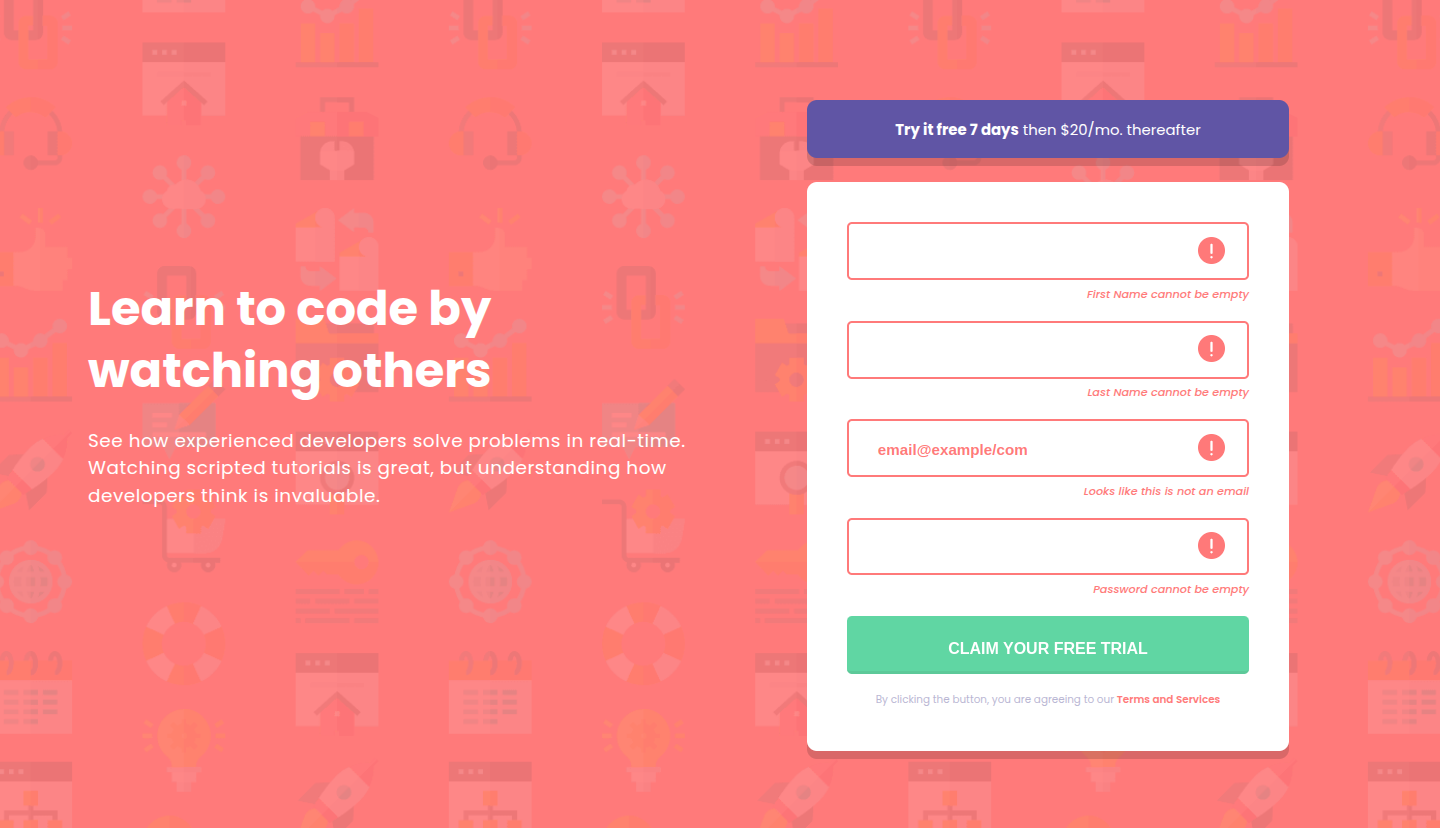 Learn to code by
watching others
See how experienced developers solve problems in real-time.
Watching scripted tutorials is great, but understanding how
developers think is invaluable.
Try it free 7 days then $20/mo. thereafter
First Name cannot be empty
Last Name cannot be empty
email@example/com
Looks like this is not an email
Password cannot be empty
CLAIM YOUR FREE TRIAL
By clicking the button, you are agreeing to our Terms and Services